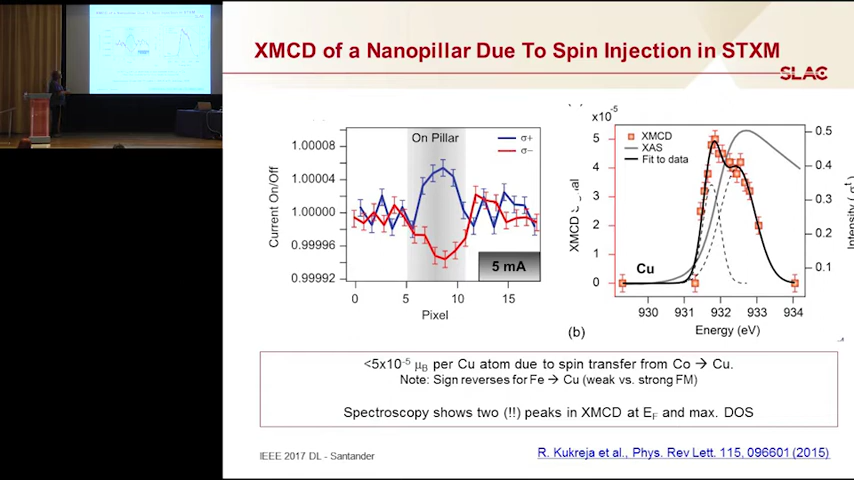 XMCD of a Nanopillar Due To Spin Injection in STXM
SLAC
1.00008
1.00004
1.00000
0.99996
0.99992
Current On/Off
On Pillar
σ+
σ−
5 mA
0 5 10 15
Pixel
x10⁻⁵
5
4
3
2
1
0
XMCD
XMCD
XAS
Fit to data
Cu
0.5
0.4
0.3
0.2
0.1
930 931 932 933 934
Energy (eV)
(b)
<5x10⁻⁵ μB per Cu atom due to spin transfer from Co → Cu.
Note: Sign reverses for Fe → Cu (weak vs. strong FM)
Spectroscopy shows two (!!) peaks in XMCD at EF and max. DOS
IEEE 2017 DL - Santander
R. Kukreja et al., Phys. Rev Lett. 115, 096601 (2015)